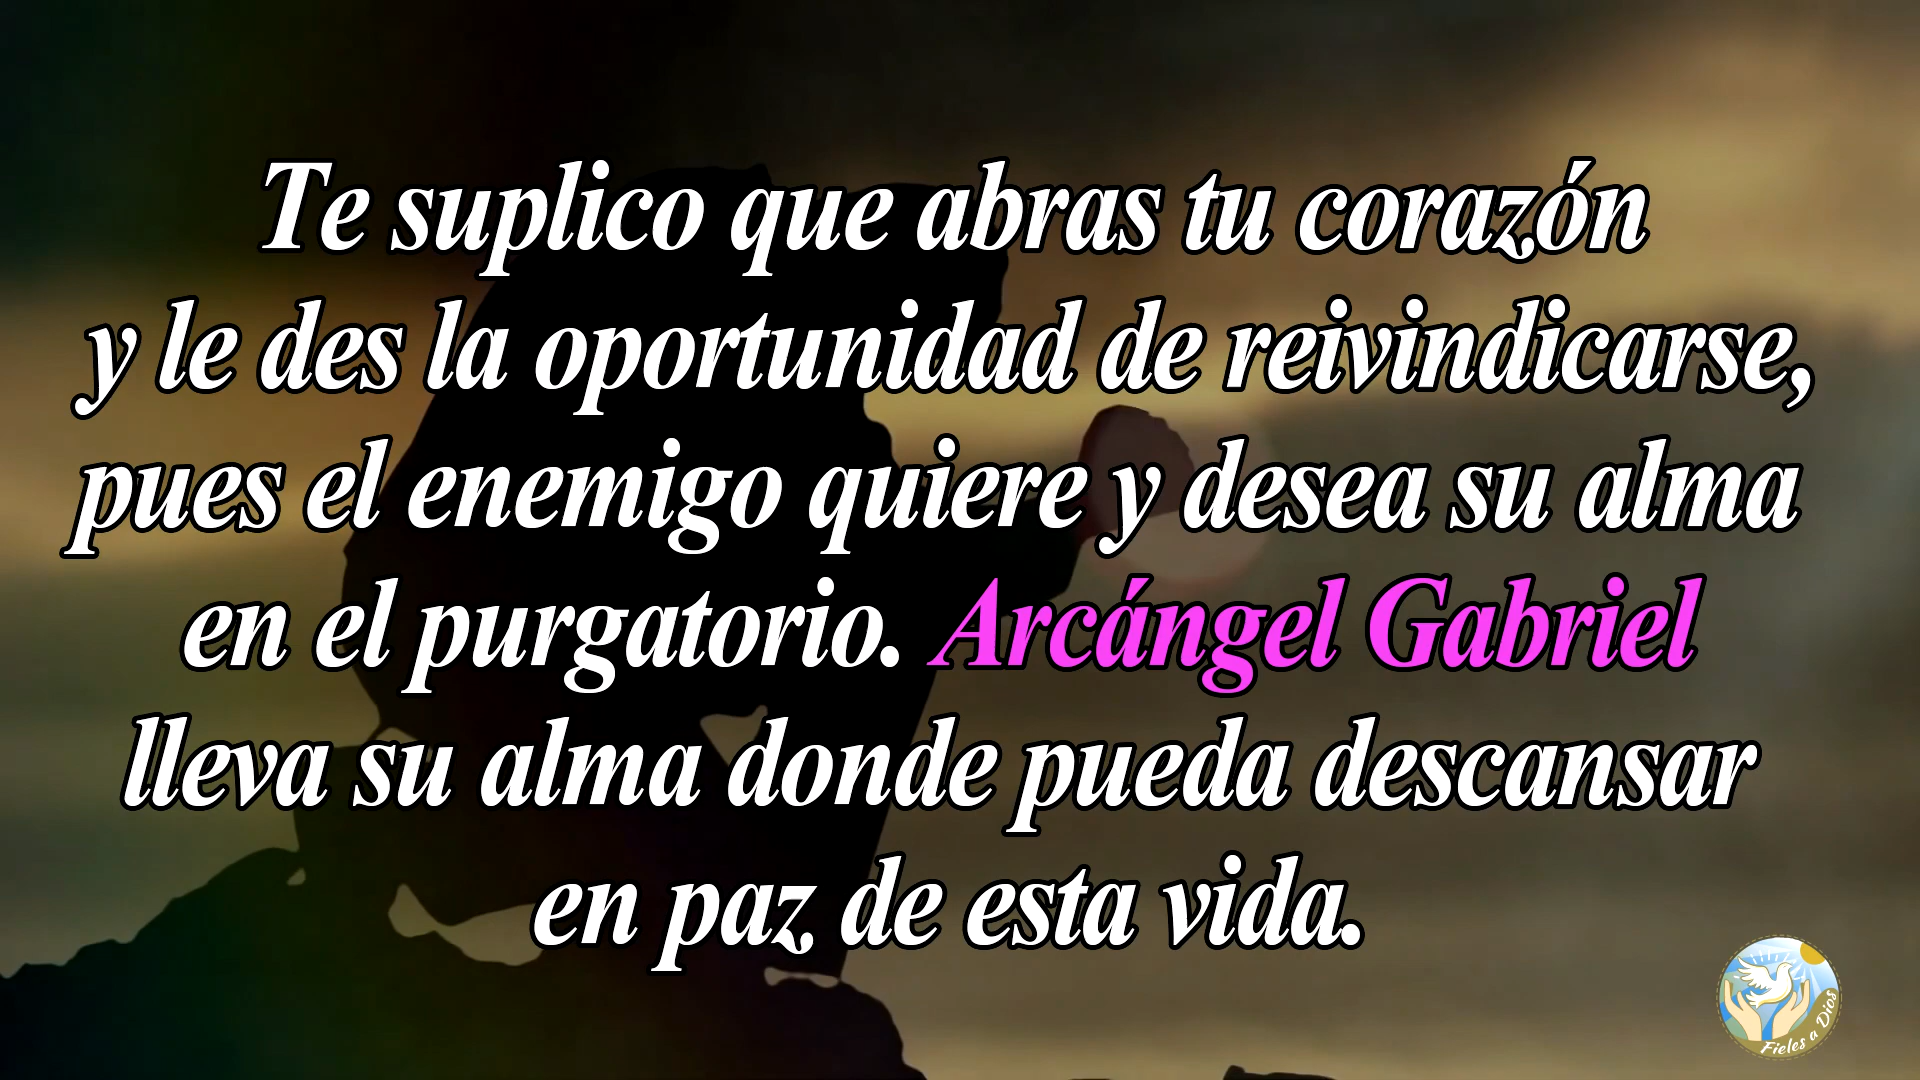 Te suplico que abras tu corazón
y le des la oportunidad de reivindicarse,
pues el enemigo quiere y desea su alma
en el purgatorio. Arcángel Gabriel
lleva su alma donde pueda descansar
en paz de esta vida.
Fieles a Dios